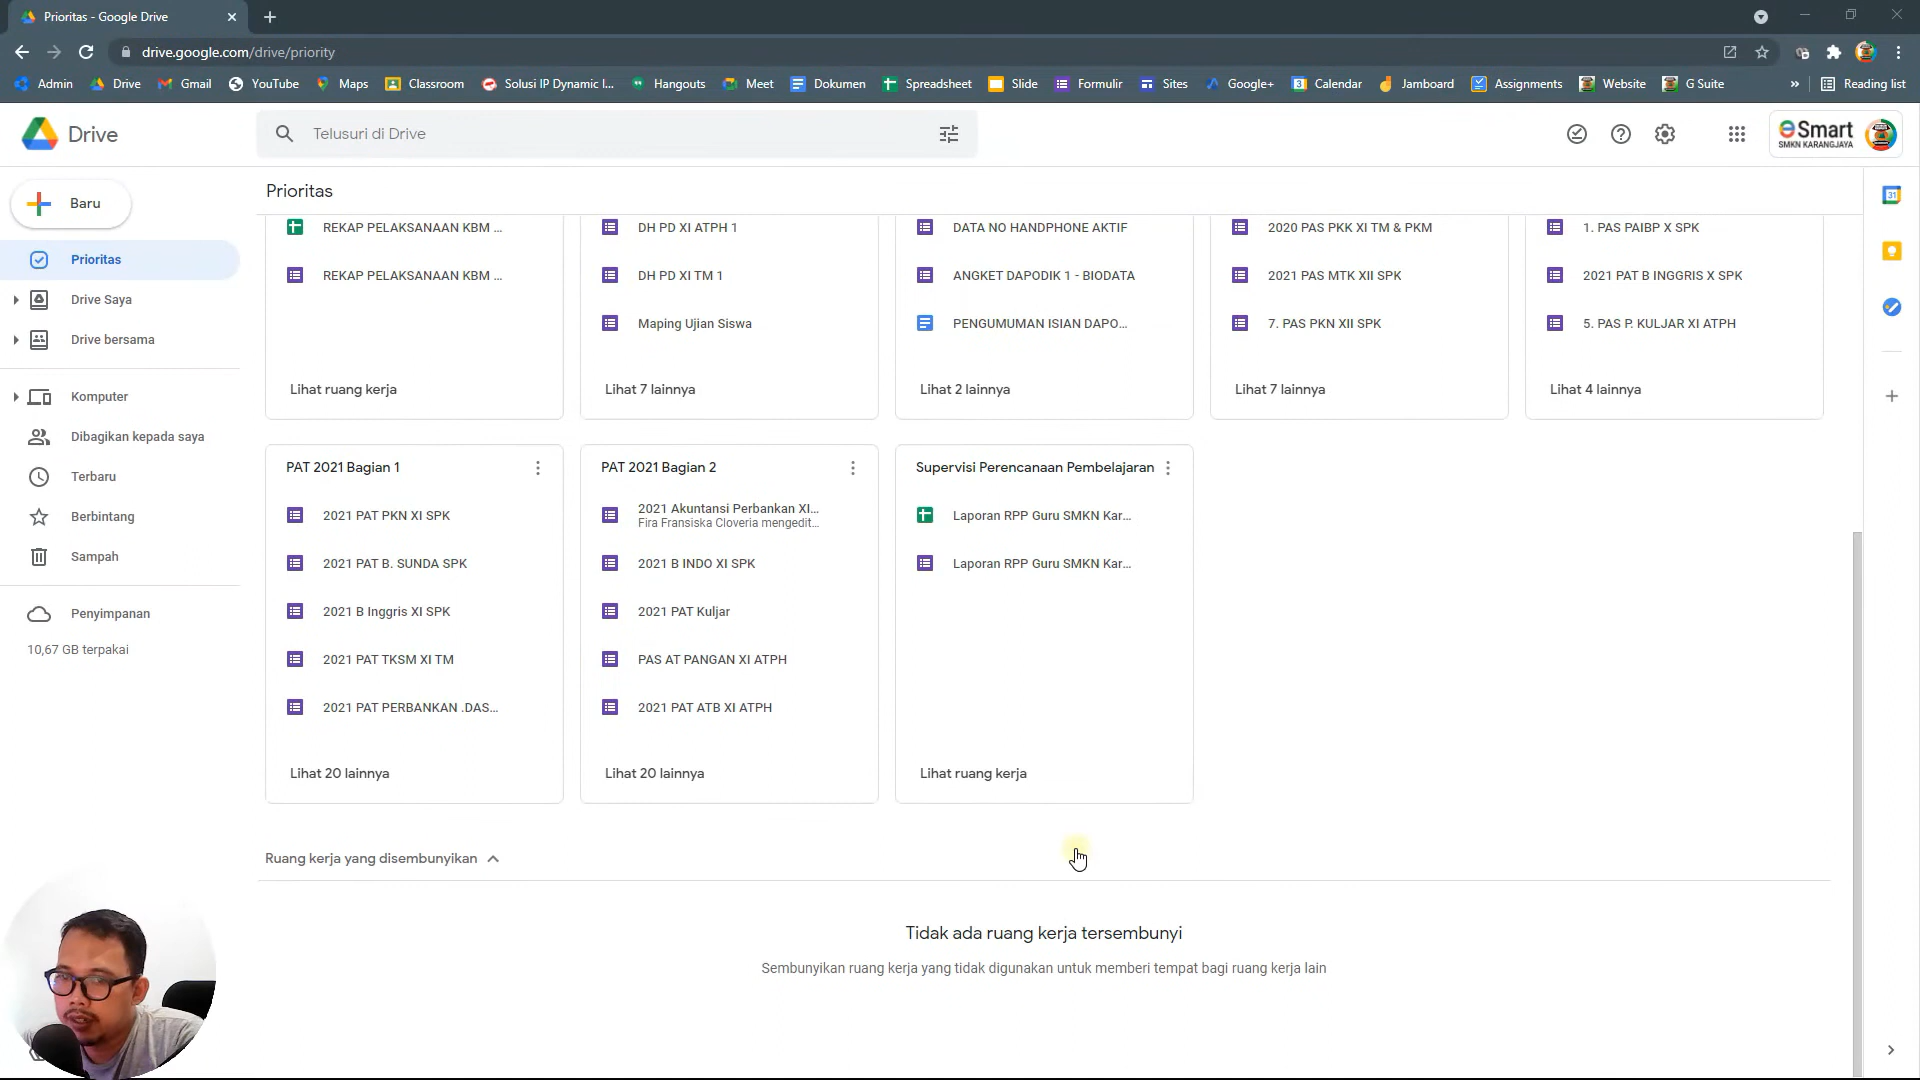 Prioritas - Google Drive
drive.google.com/drive/priority
Admin Drive Gmail YouTube Maps Classroom Solusi IP Dynamic I... Hangouts Meet Dokumen Spreadsheet Slide Formulir Sites Google+ Calendar Jamboard Assignments Website G Suite » Reading list
Drive
Telusuri di Drive
eSmart
SMKN KARANGJAYA
Baru
Prioritas
Drive Saya
Drive bersama
Komputer
Dibagikan kepada saya
Terbaru
Berbintang
Sampah
Penyimpanan
10,67 GB terpakai
Prioritas
REKAP PELAKSANAAN KBM ...
REKAP PELAKSANAAN KBM ...
Lihat ruang kerja
DH PD XI ATPH 1
DH PD XI TM 1
Maping Ujian Siswa
Lihat 7 lainnya
DATA NO HANDPHONE AKTIF
ANGKET DAPODIK 1 - BIODATA
PENGUMUMAN ISIAN DAPO...
Lihat 2 lainnya
2020 PAS PKK XI TM & PKM
2021 PAS MTK XII SPK
7. PAS PKN XII SPK
Lihat 7 lainnya
1. PAS PAIBP X SPK
2021 PAT B INGGRIS X SPK
5. PAS P. KULJAR XI ATPH
Lihat 4 lainnya
PAT 2021 Bagian 1
2021 PAT PKN XI SPK
2021 PAT B. SUNDA SPK
2021 B Inggris XI SPK
2021 PAT TKSM XI TM
2021 PAT PERBANKAN .DAS...
Lihat 20 lainnya
PAT 2021 Bagian 2
2021 Akuntansi Perbankan XI...
Fira Fransiska Cloveria mengedit...
2021 B INDO XI SPK
2021 PAT Kuljar
PAS AT PANGAN XI ATPH
2021 PAT ATB XI ATPH
Lihat 20 lainnya
Supervisi Perencanaan Pembelajaran
Laporan RPP Guru SMKN Kar...
Laporan RPP Guru SMKN Kar...
Lihat ruang kerja
Ruang kerja yang disembunyikan
Tidak ada ruang kerja tersembunyi
Sembunyikan ruang kerja yang tidak digunakan untuk memberi tempat bagi ruang kerja lain
31